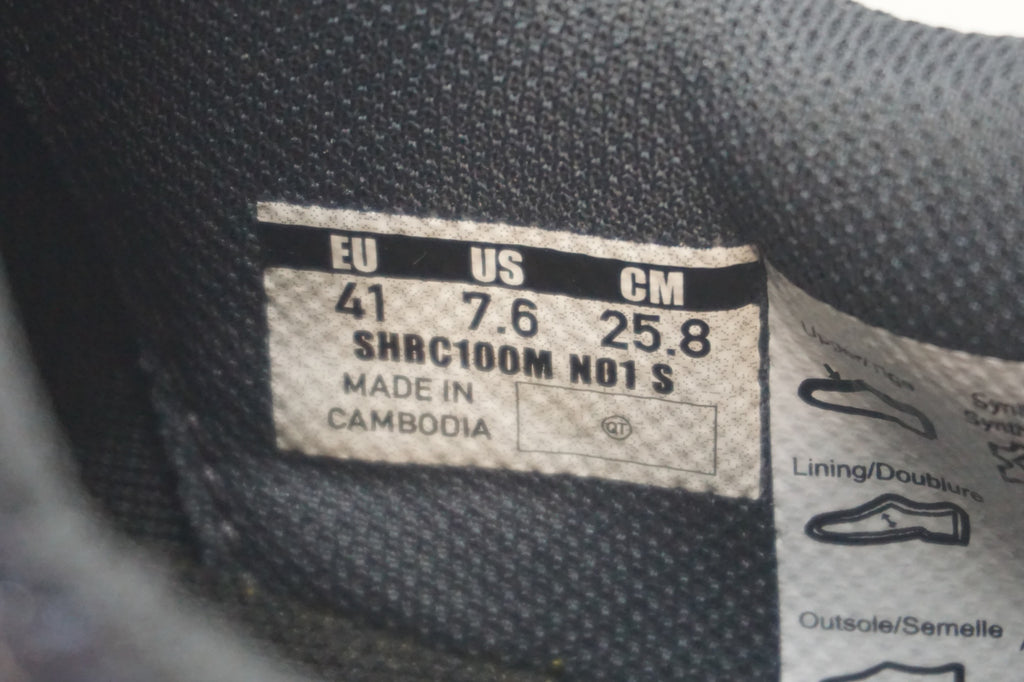 EU US CM
41 7.6 25.8
SHRC100M N01 S
MADE IN
CAMBODIA
QT
Lining/Doublure
Outsole/Semelle